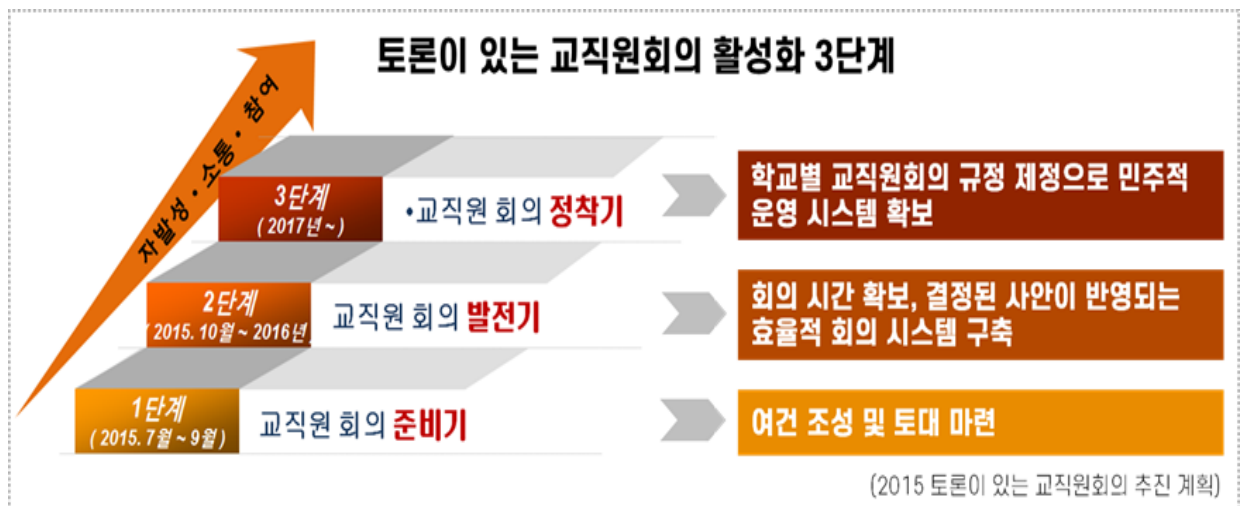 토론이 있는 교직원회의 활성화 3단계
자발성 • 소통 • 참여
3단계
( 2017년 ~ )
•교직원 회의 정착기
학교별 교직원회의 규정 제정으로 민주적
운영 시스템 확보
2단계
( 2015. 10월 ~ 2016년 )
교직원 회의 발전기
회의 시간 확보, 결정된 사안이 반영되는
효율적 회의 시스템 구축
1단계
( 2015. 7월 ~ 9월 )
교직원 회의 준비기
여건 조성 및 토대 마련
(2015 토론이 있는 교직원회의 추진 계획)